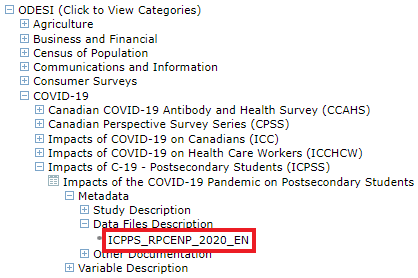 ODESI (Click to View Categories)
Agriculture
Business and Financial
Census of Population
Communications and Information
Consumer Surveys
COVID-19
Canadian COVID-19 Antibody and Health Survey (CCAHS)
Canadian Perspective Survey Series (CPSS)
Impacts of COVID-19 on Canadians (ICC)
Impacts of COVID-19 on Health Care Workers (ICCHCW)
Impacts of C-19 - Postsecondary Students (ICPSS)
Impacts of the COVID-19 Pandemic on Postsecondary Students
Metadata
Study Description
Data Files Description
ICPPS_RPCENP_2020_EN
Other Documentation
Variable Description